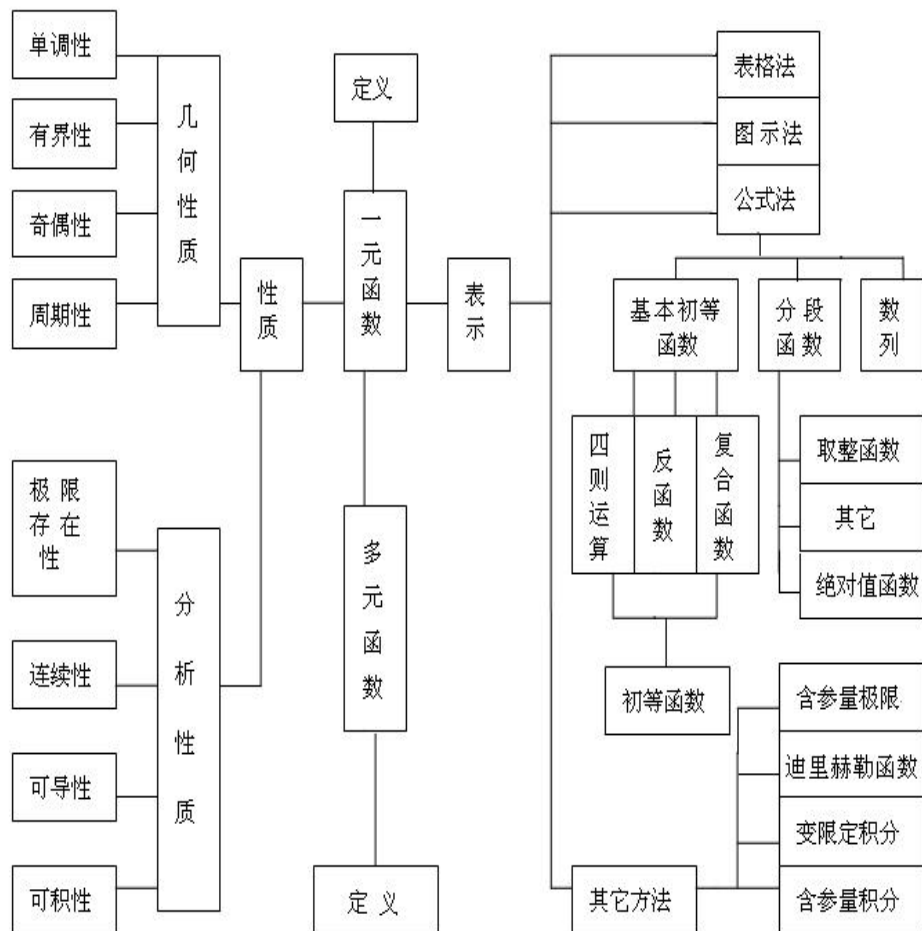 单调性
有界性
奇偶性
周期性
几何性质
性质
定义
一元函数
表示
表格法
图示法
公式法
基本初等
函数
分段
函数
数列
四则运算
反函数
复合函数
初等函数
取整函数
其它
绝对值函数
极限
存在
性
连续性
可导性
可积性
分析性质
多元函数
定义
其它方法
含参量极限
迪里赫勒函数
变限定积分
含参量积分